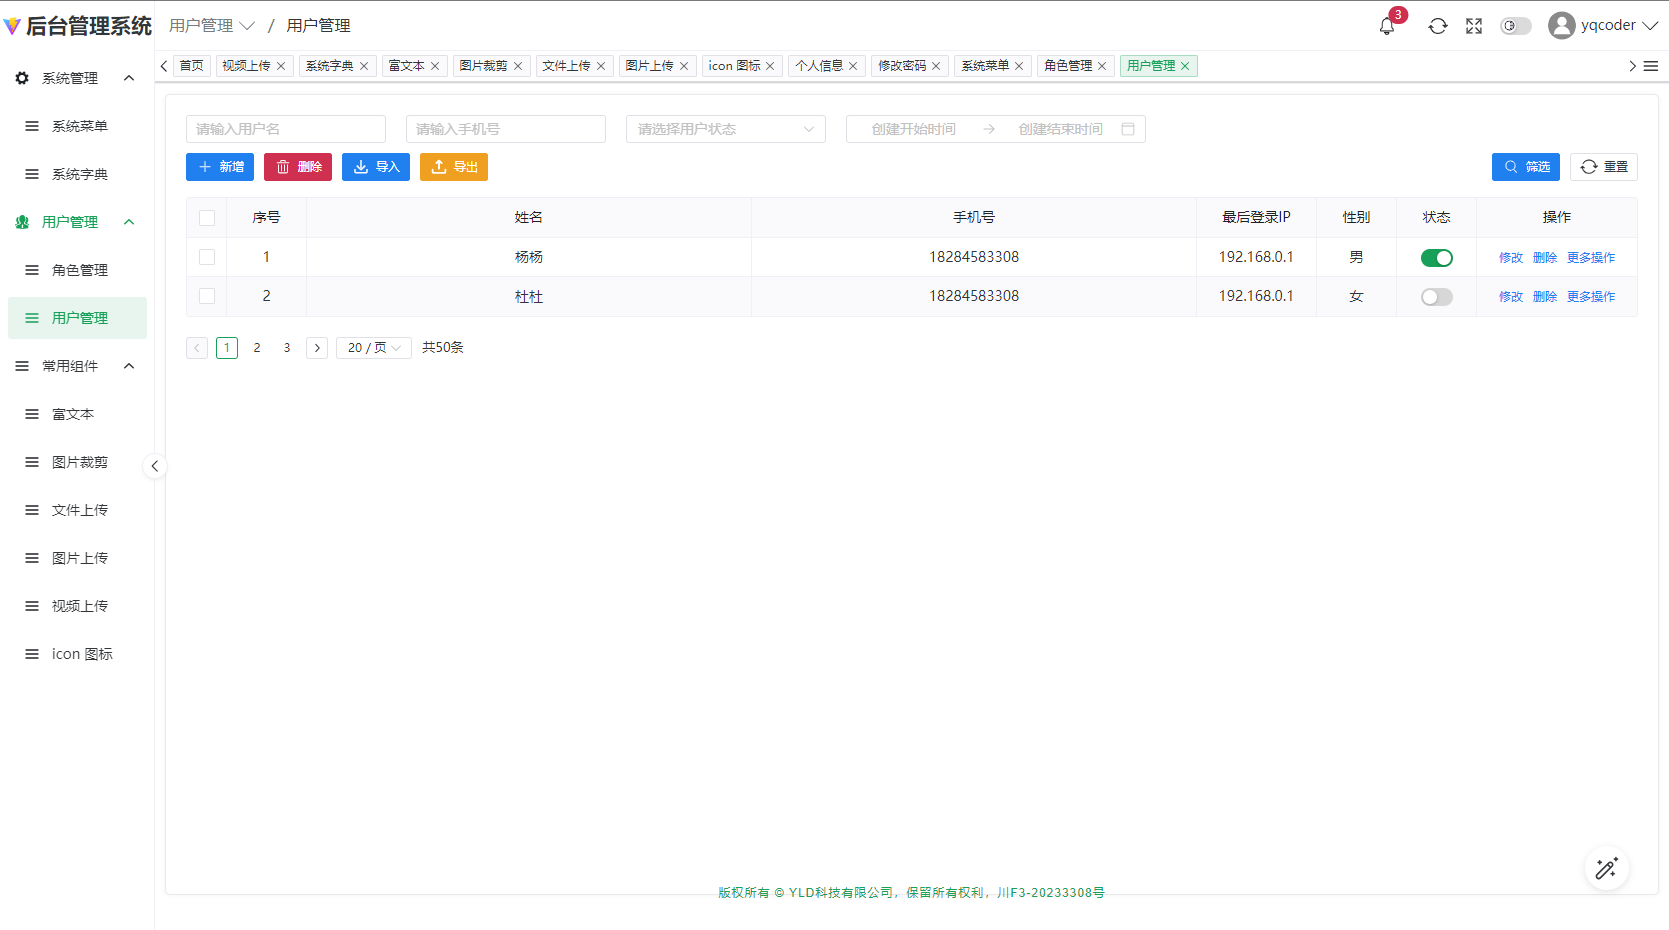 后台管理系统
用户管理 / 用户管理
3
yqcoder
首页 视频上传 系统字典 富文本 图片裁剪 文件上传 图片上传 icon 图标 个人信息 修改密码 系统菜单 角色管理 用户管理
系统管理
系统菜单
系统字典
用户管理
角色管理
用户管理
常用组件
富文本
图片裁剪
文件上传
图片上传
视频上传
icon 图标
请输入用户名 请输入手机号 请选择用户状态 创建开始时间 创建结束时间
新增 删除 导入 导出 筛选 重置
序号 姓名 手机号 最后登录IP 性别 状态 操作
1 杨杨 18284583308 192.168.0.1 男 修改 删除 更多操作
2 杜杜 18284583308 192.168.0.1 女 修改 删除 更多操作
1 2 3 20 / 页 共50条
版权所有 © YLD科技有限公司，保留所有权利，川F3-20233308号